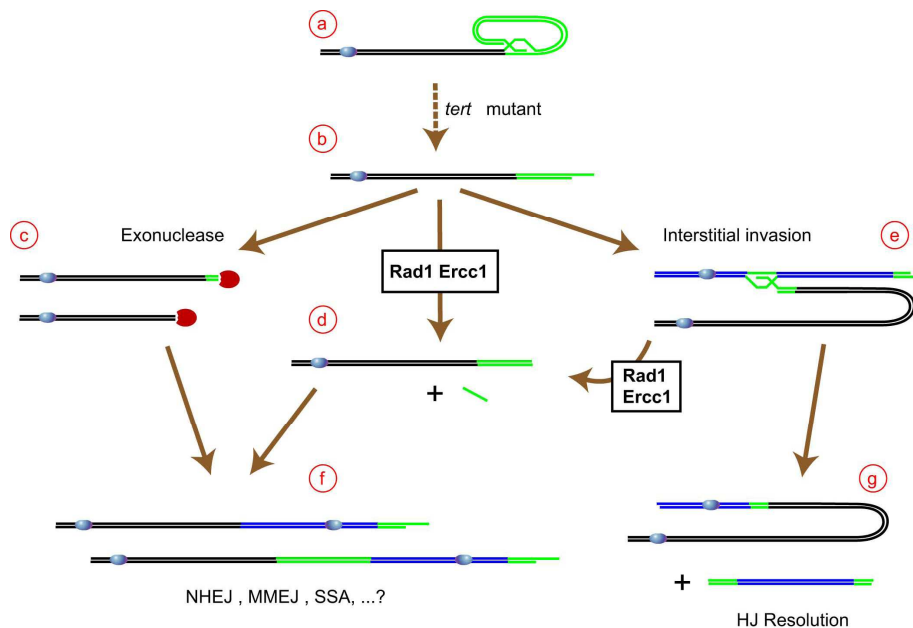 a
tert mutant
b
c
Exonuclease
Rad1 Ercc1
Interstitial invasion
e
d
+
Rad1
Ercc1
f
g
NHEJ , MMEJ , SSA, ...?
+
HJ Resolution